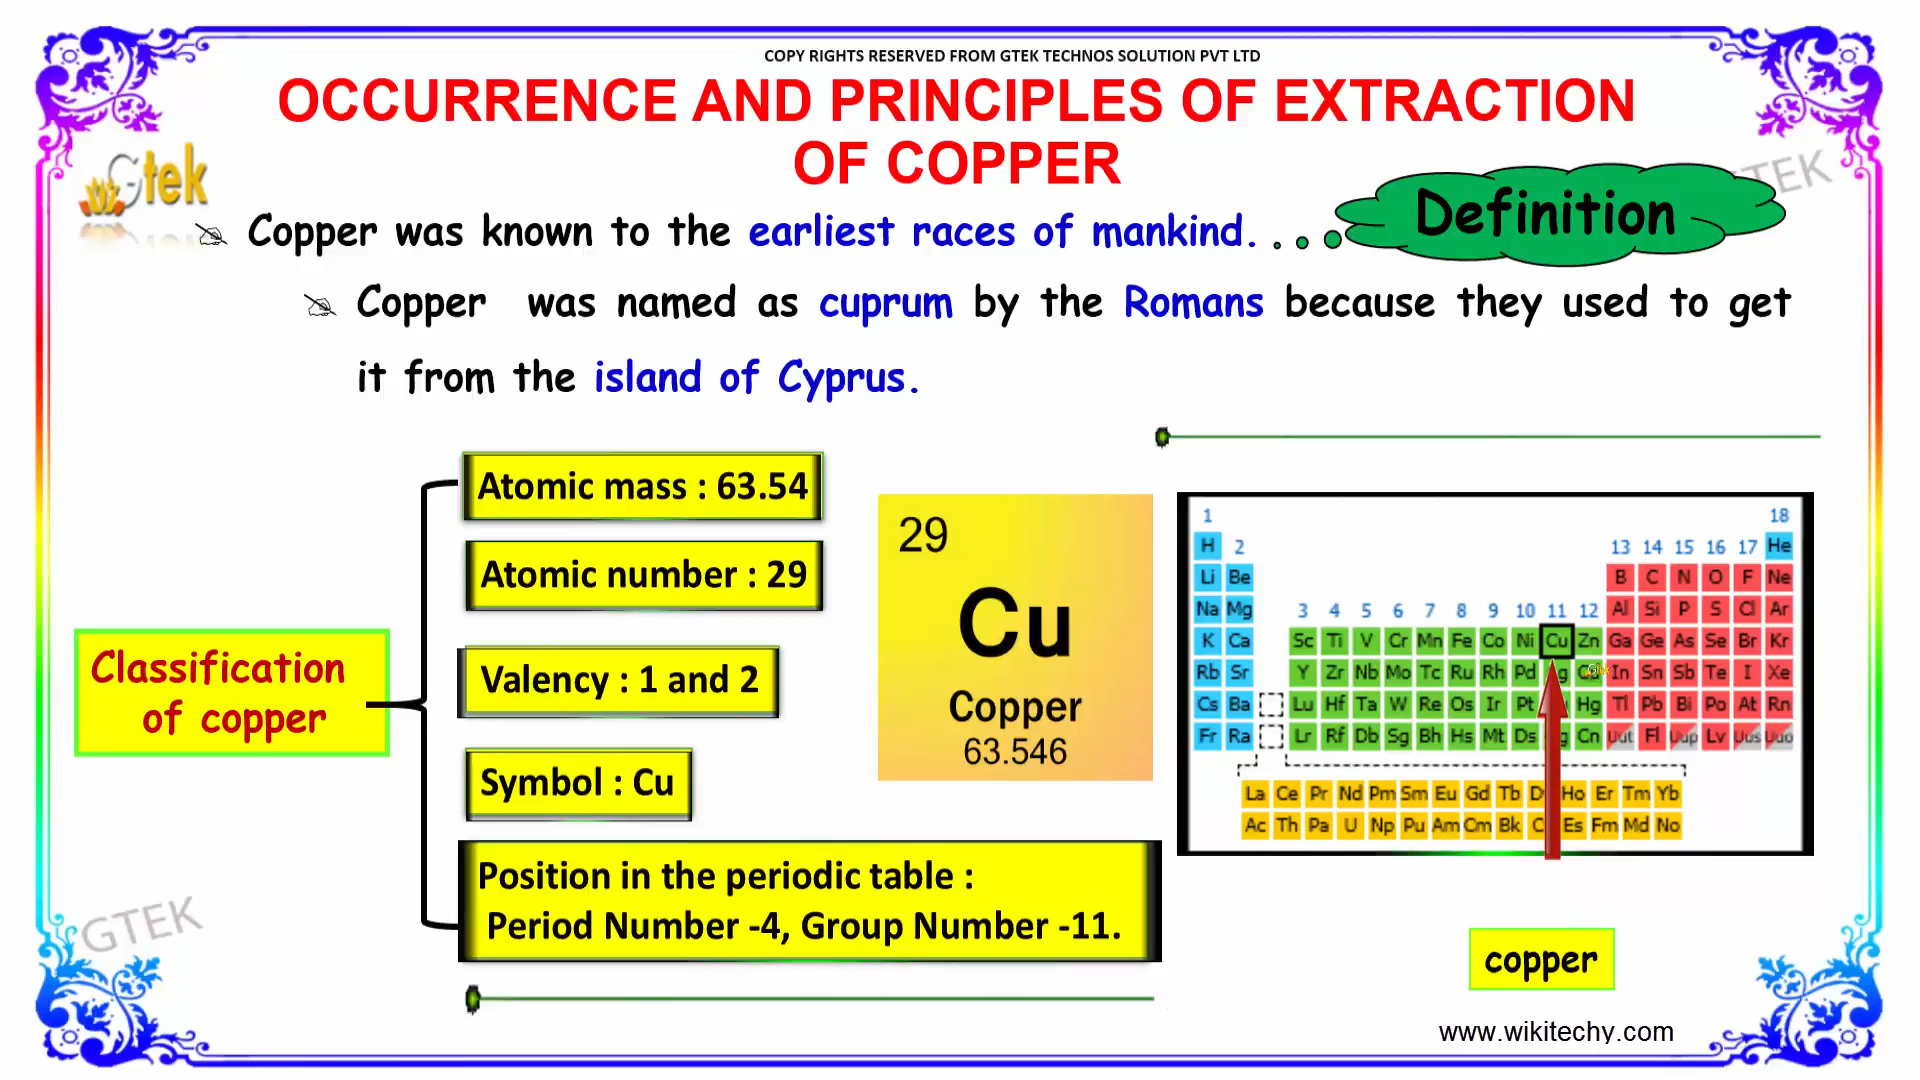 COPY RIGHTS RESERVED FROM GTEK TECHNOS SOLUTION PVT LTD
OCCURRENCE AND PRINCIPLES OF EXTRACTION
OF COPPER
Gtek
GTEK
Definition
Copper was known to the earliest races of mankind.
Copper was named as cuprum by the Romans because they used to get
it from the island of Cyprus.
Classification
of copper
Atomic mass : 63.54
Atomic number : 29
Valency : 1 and 2
Symbol : Cu
Position in the periodic table :
Period Number -4, Group Number -11.
29
Cu
Copper
63.546
1 18
H 2 13 14 15 16 17 He
Li Be B C N O F Ne
Na Mg 3 4 5 6 7 8 9 10 11 12 Al Si P S Cl Ar
K Ca Sc Ti V Cr Mn Fe Co Ni Cu Zn Ga Ge As Se Br Kr
Rb Sr Y Zr Nb Mo Tc Ru Rh Pd In Sn Sb Te I Xe
Cs Ba Lu Hf Ta W Re Os Ir Pt Hg Tl Pb Bi Po At Rn
Fr Ra Lr Rf Db Sg Bh Hs Mt Ds Cn Uut Fl Uup Lv Uus Uuo
La Ce Pr Nd Pm Sm Eu Gd Tb Ho Er Tm Yb
Ac Th Pa U Np Pu Am Cm Bk Es Fm Md No
copper
GTEK
www.wikitechy.com